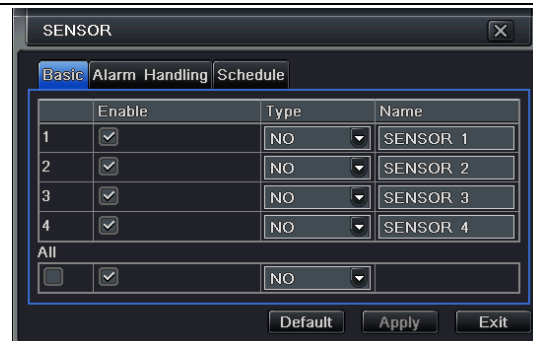 SENSOR
Basic Alarm Handling Schedule
Enable Type Name
1 NO SENSOR 1
2 NO SENSOR 2
3 NO SENSOR 3
4 NO SENSOR 4
All
NO
Default Apply Exit